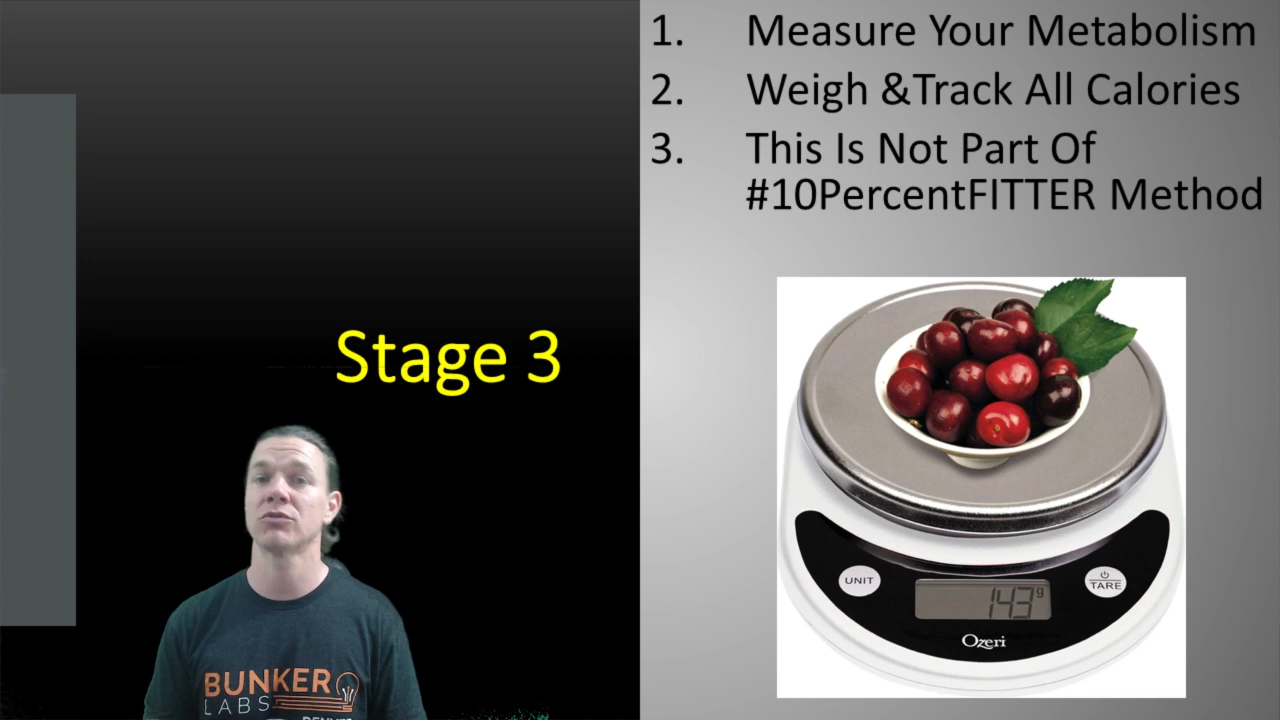 1. Measure Your Metabolism
2. Weigh &Track All Calories
3. This Is Not Part Of
#10PercentFITTER Method
Stage 3
UNIT
TARE
143g
Ozeri
BUNKER
LABS
DENVER